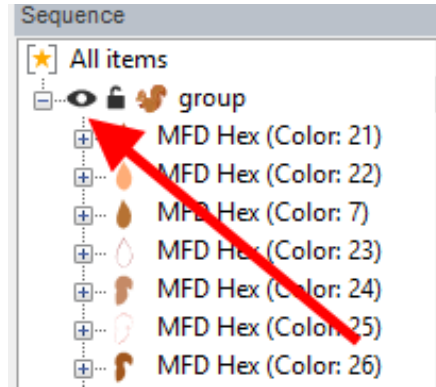 Sequence
All items
group
MFD Hex (Color: 21)
MFD Hex (Color: 22)
MFD Hex (Color: 7)
MFD Hex (Color: 23)
MFD Hex (Color: 24)
MFD Hex (Color: 25)
MFD Hex (Color: 26)